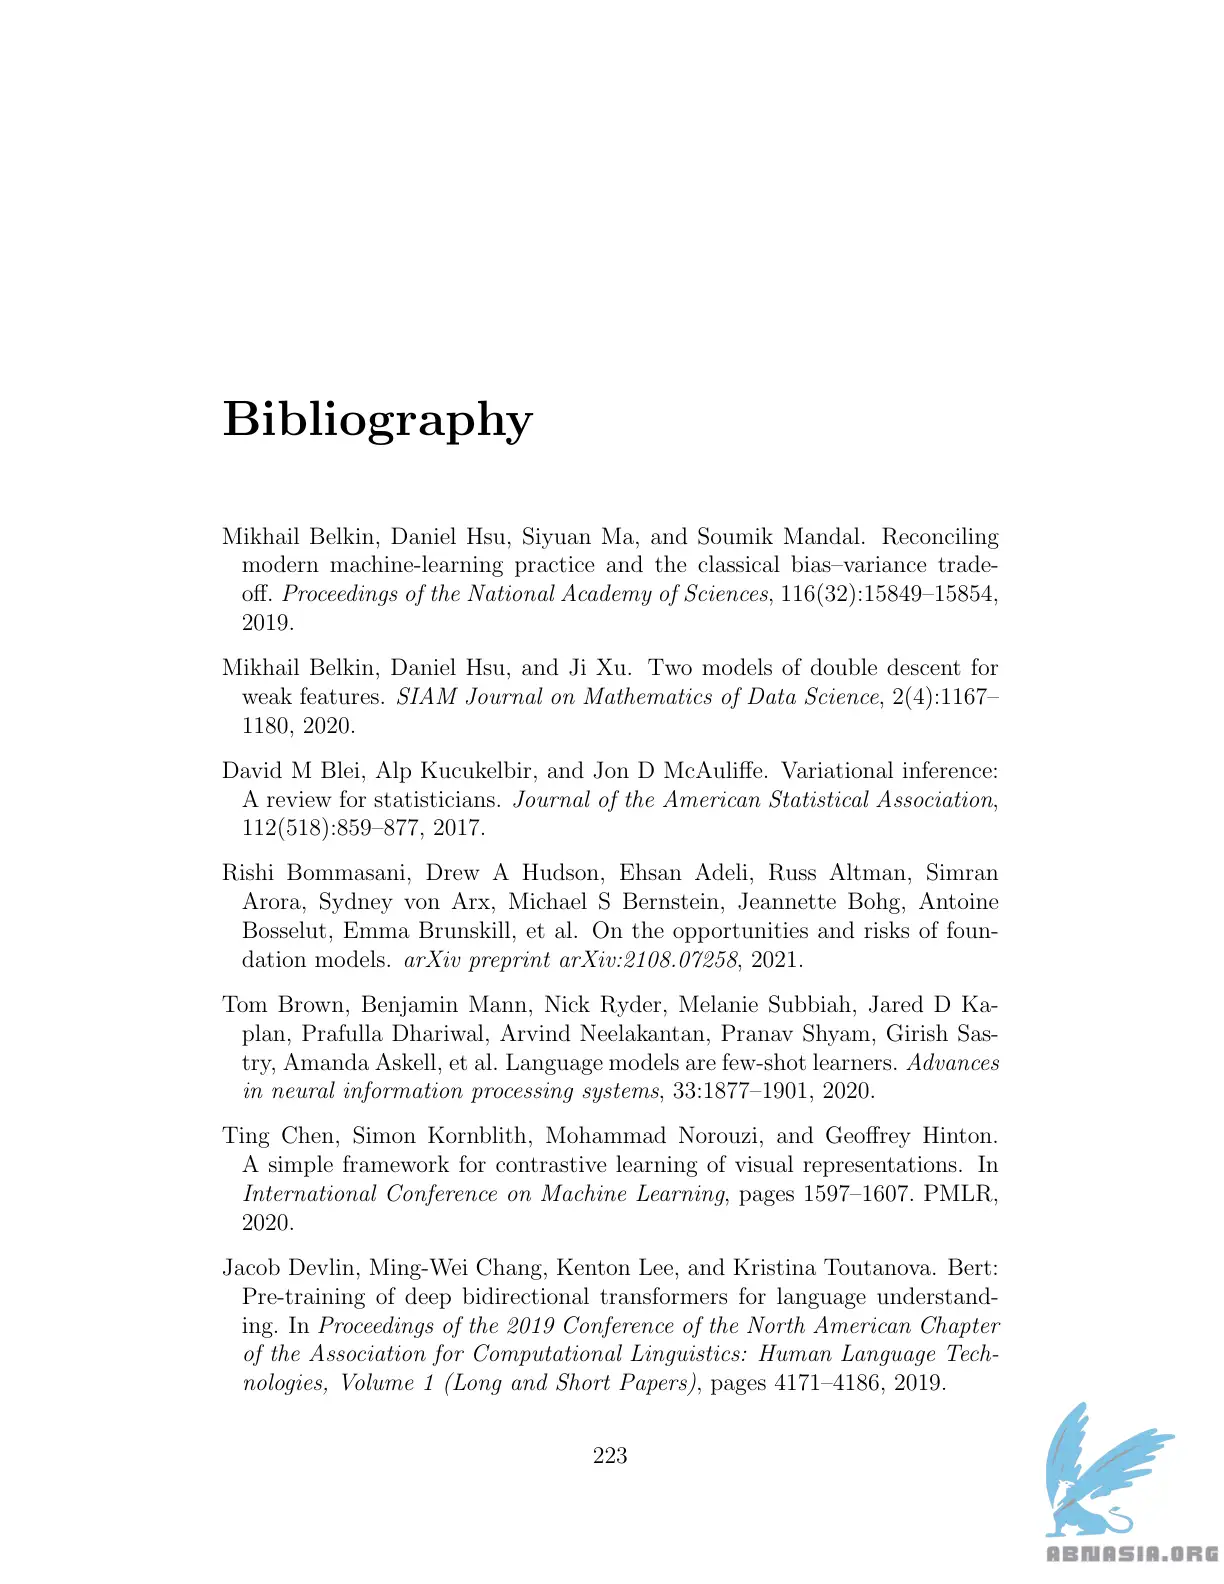 Bibliography
Mikhail Belkin, Daniel Hsu, Siyuan Ma, and Soumik Mandal. Reconciling
modern machine-learning practice and the classical bias–variance trade-
off. Proceedings of the National Academy of Sciences, 116(32):15849–15854,
2019.
Mikhail Belkin, Daniel Hsu, and Ji Xu. Two models of double descent for
weak features. SIAM Journal on Mathematics of Data Science, 2(4):1167–
1180, 2020.
David M Blei, Alp Kucukelbir, and Jon D McAuliffe. Variational inference:
A review for statisticians. Journal of the American Statistical Association,
112(518):859–877, 2017.
Rishi Bommasani, Drew A Hudson, Ehsan Adeli, Russ Altman, Simran
Arora, Sydney von Arx, Michael S Bernstein, Jeannette Bohg, Antoine
Bosselut, Emma Brunskill, et al. On the opportunities and risks of foun-
dation models. arXiv preprint arXiv:2108.07258, 2021.
Tom Brown, Benjamin Mann, Nick Ryder, Melanie Subbiah, Jared D Ka-
plan, Prafulla Dhariwal, Arvind Neelakantan, Pranav Shyam, Girish Sas-
try, Amanda Askell, et al. Language models are few-shot learners. Advances
in neural information processing systems, 33:1877–1901, 2020.
Ting Chen, Simon Kornblith, Mohammad Norouzi, and Geoffrey Hinton.
A simple framework for contrastive learning of visual representations. In
International Conference on Machine Learning, pages 1597–1607. PMLR,
2020.
Jacob Devlin, Ming-Wei Chang, Kenton Lee, and Kristina Toutanova. Bert:
Pre-training of deep bidirectional transformers for language understand-
ing. In Proceedings of the 2019 Conference of the North American Chapter
of the Association for Computational Linguistics: Human Language Tech-
nologies, Volume 1 (Long and Short Papers), pages 4171–4186, 2019.
223
ABNASIA.ORG